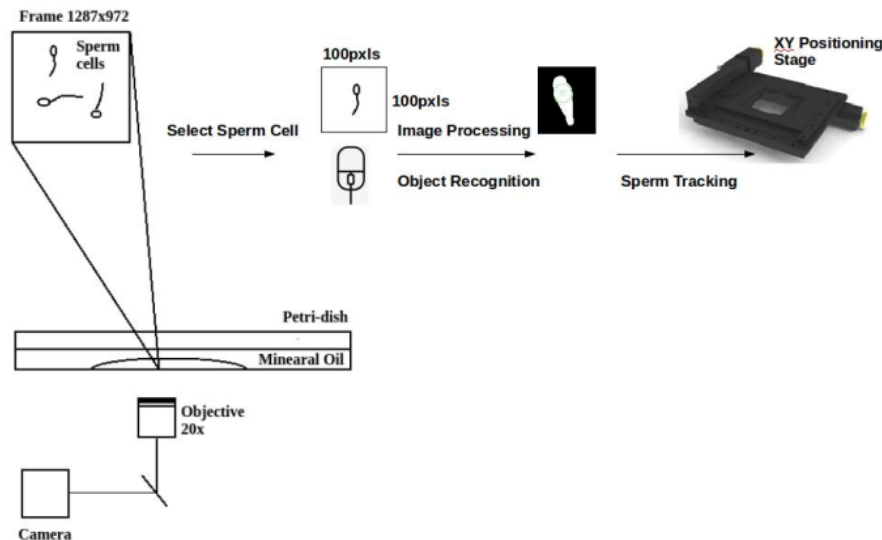 Frame 1287x972
Sperm
cells
Select Sperm Cell
100pxls
100pxls
Image Processing
Object Recognition
Sperm Tracking
XY Positioning
Stage
Petri-dish
Minearal Oil
Objective
20x
Camera